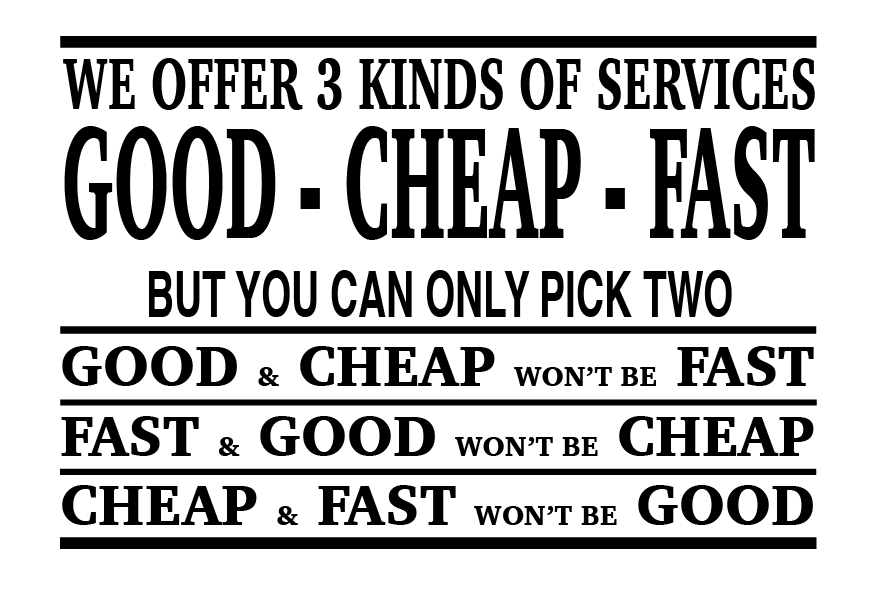 WE OFFER 3 KINDS OF SERVICES
GOOD - CHEAP - FAST
BUT YOU CAN ONLY PICK TWO
GOOD & CHEAP WON'T BE FAST
FAST & GOOD WON'T BE CHEAP
CHEAP & FAST WON'T BE GOOD